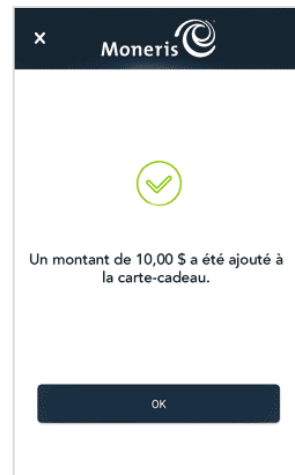 Moneris
Un montant de 10,00 $ a été ajouté à
la carte-cadeau.
OK